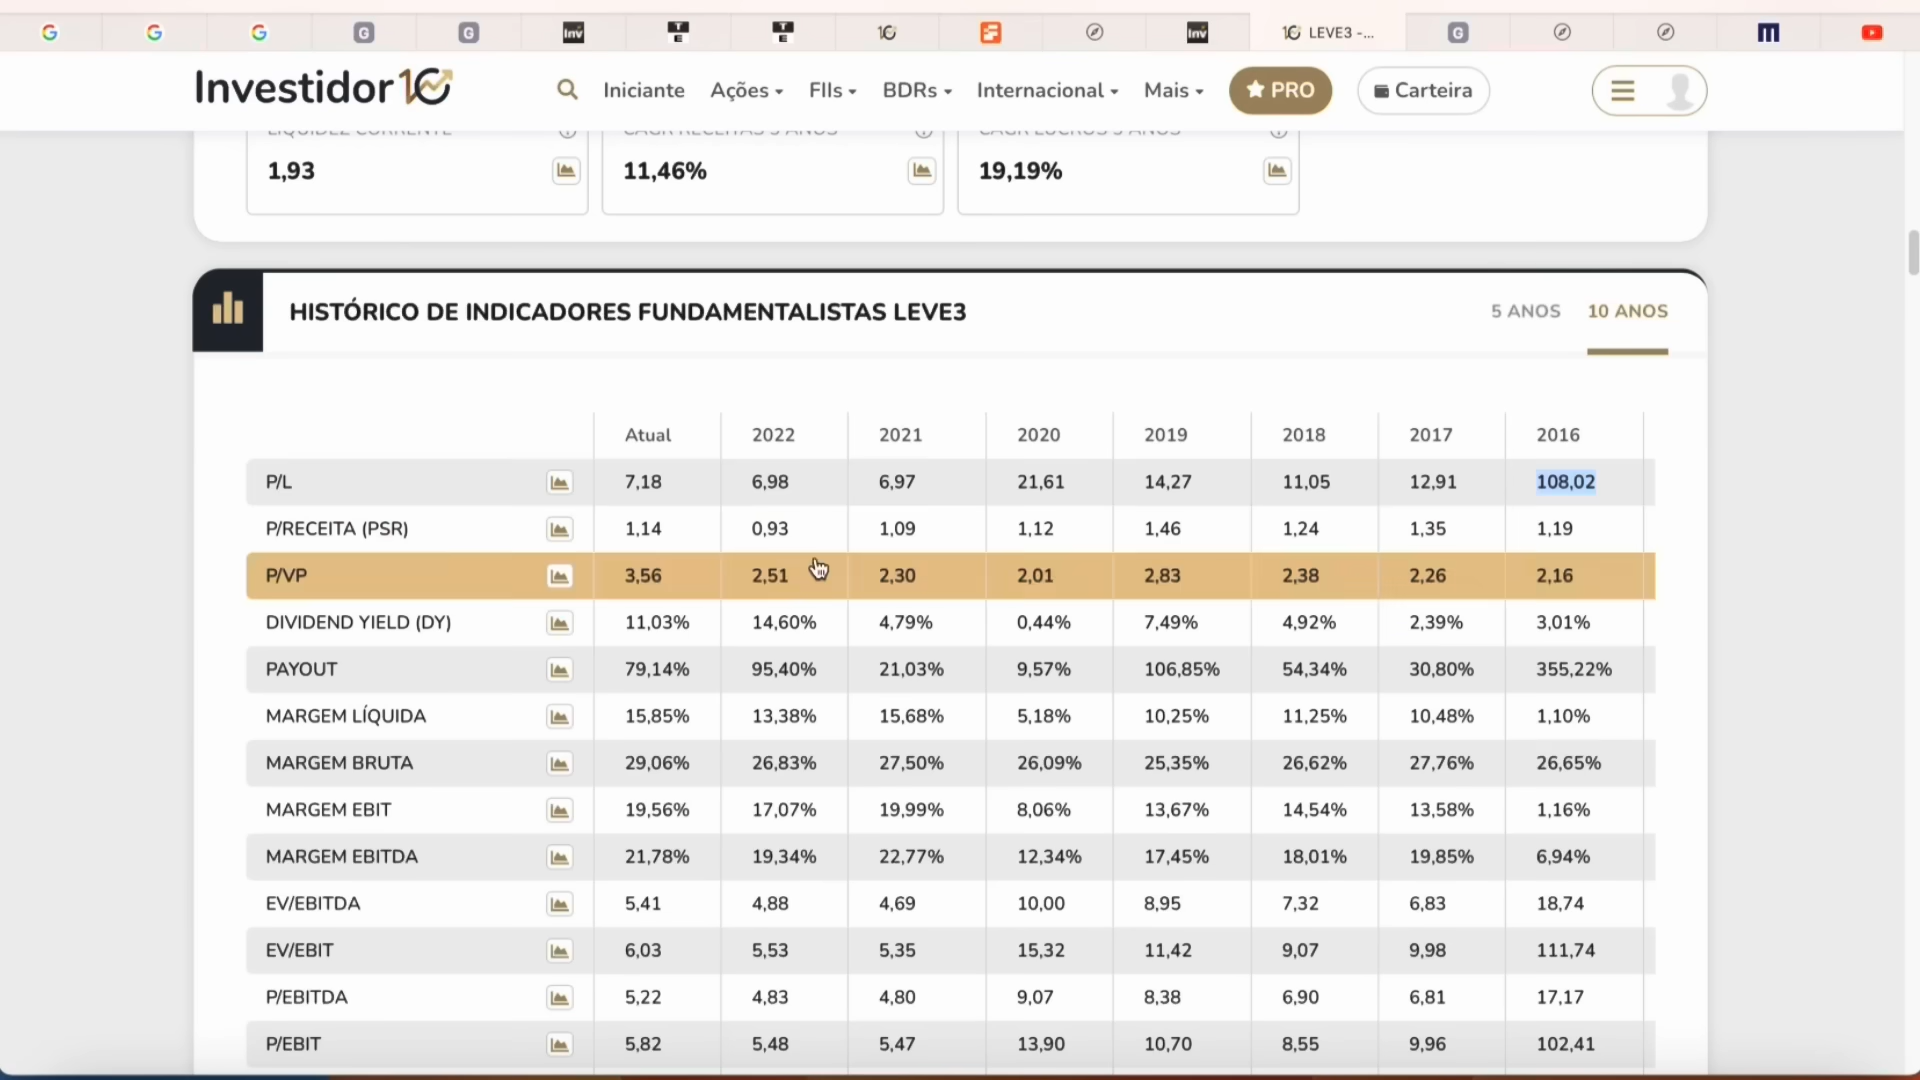 LEVE3 -...
Investidor10
Iniciante Ações FIIs BDRs Internacional Mais PRO Carteira
LIQUIDEZ CORRENTE CAGR RECEITAS 5 ANOS CAGR LUCROS 5 ANOS
1,93 11,46% 19,19%
HISTÓRICO DE INDICADORES FUNDAMENTALISTAS LEVE3 5 ANOS 10 ANOS
Atual 2022 2021 2020 2019 2018 2017 2016
P/L 7,18 6,98 6,97 21,61 14,27 11,05 12,91 108,02
P/RECEITA (PSR) 1,14 0,93 1,09 1,12 1,46 1,24 1,35 1,19
P/VP 3,56 2,51 2,30 2,01 2,83 2,38 2,26 2,16
DIVIDEND YIELD (DY) 11,03% 14,60% 4,79% 0,44% 7,49% 4,92% 2,39% 3,01%
PAYOUT 79,14% 95,40% 21,03% 9,57% 106,85% 54,34% 30,80% 355,22%
MARGEM LÍQUIDA 15,85% 13,38% 15,68% 5,18% 10,25% 11,25% 10,48% 1,10%
MARGEM BRUTA 29,06% 26,83% 27,50% 26,09% 25,35% 26,62% 27,76% 26,65%
MARGEM EBIT 19,56% 17,07% 19,99% 8,06% 13,67% 14,54% 13,58% 1,16%
MARGEM EBITDA 21,78% 19,34% 22,77% 12,34% 17,45% 18,01% 19,85% 6,94%
EV/EBITDA 5,41 4,88 4,69 10,00 8,95 7,32 6,83 18,74
EV/EBIT 6,03 5,53 5,35 15,32 11,42 9,07 9,98 111,74
P/EBITDA 5,22 4,83 4,80 9,07 8,38 6,90 6,81 17,17
P/EBIT 5,82 5,48 5,47 13,90 10,70 8,55 9,96 102,41